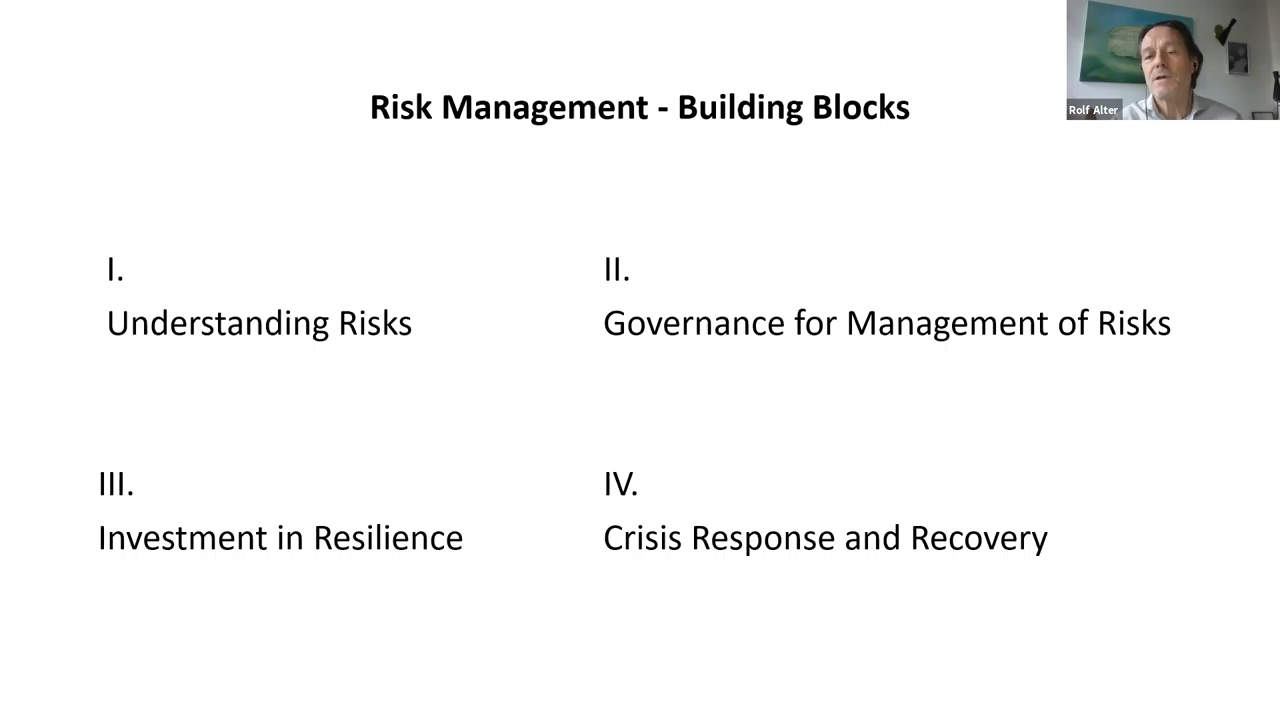 Rolf Alter
Risk Management - Building Blocks
I.
Understanding Risks
II.
Governance for Management of Risks
III.
Investment in Resilience
IV.
Crisis Response and Recovery